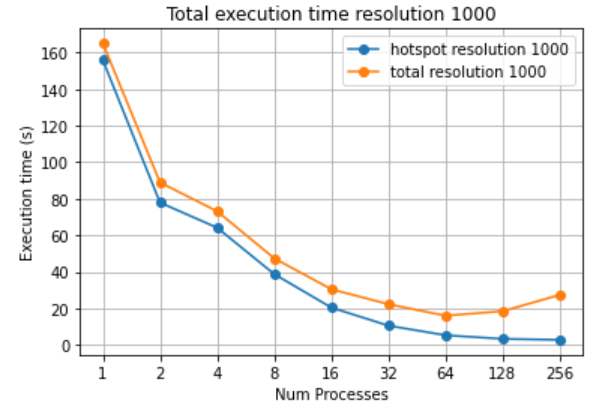 Total execution time resolution 1000
hotspot resolution 1000
total resolution 1000
Execution time (s)
160
140
120
100
80
60
40
20
0
1 2 4 8 16 32 64 128 256
Num Processes